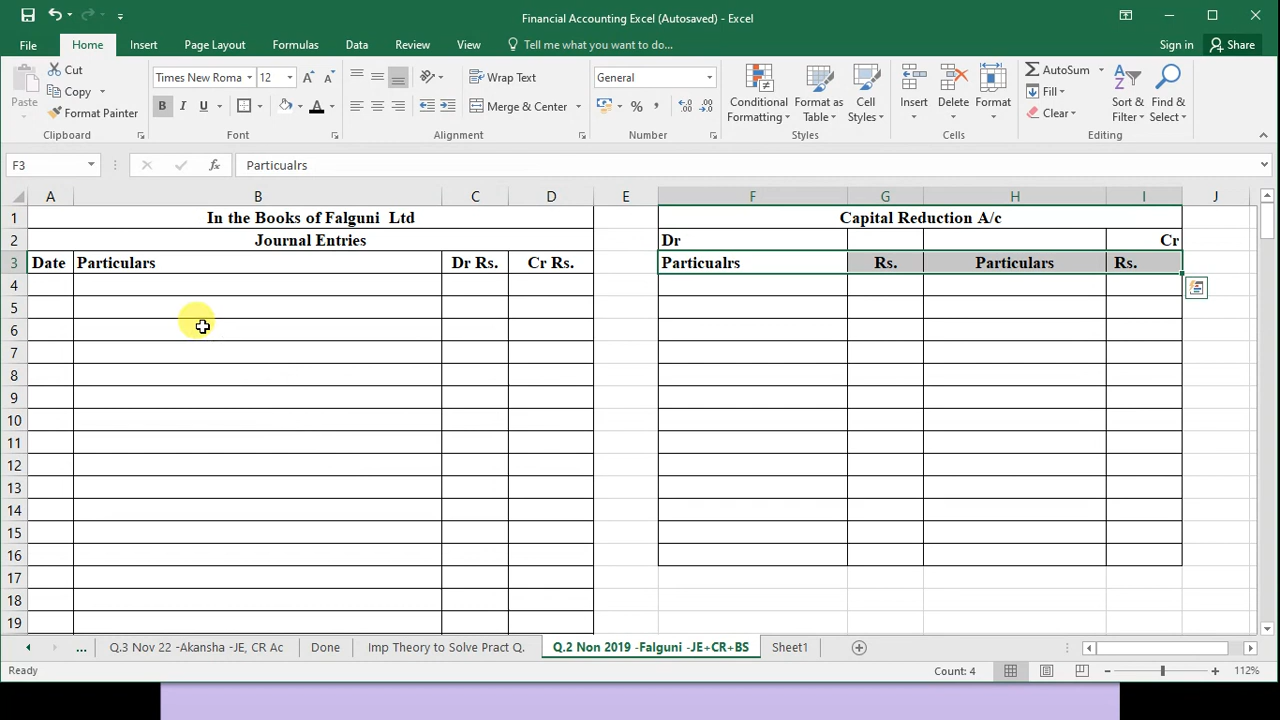 Financial Accounting Excel (Autosaved) - Excel
File Home Insert Page Layout Formulas Data Review View Tell me what you want to do... Sign in Share
Paste Cut Copy Format Painter Clipboard
Times New Roma 12 A A B I U A Font
Wrap Text Merge & Center Alignment
General % , Number
Conditional Formatting Format as Table Cell Styles Styles
Insert Delete Format Cells
AutoSum Fill Clear Sort & Filter Find & Select Editing
F3 fx Particualrs
A B C D E F G H I J
1 In the Books of Falguni Ltd Capital Reduction A/c
2 Journal Entries Dr Cr
3 Date Particulars Dr Rs. Cr Rs. Particualrs Rs. Particulars Rs.
4
5
6
7
8
9
10
11
12
13
14
15
16
17
18
19
... Q.3 Nov 22 -Akansha -JE, CR Ac Done Imp Theory to Solve Pract Q. Q.2 Non 2019 -Falguni -JE+CR+BS Sheet1
Ready Count: 4 112%